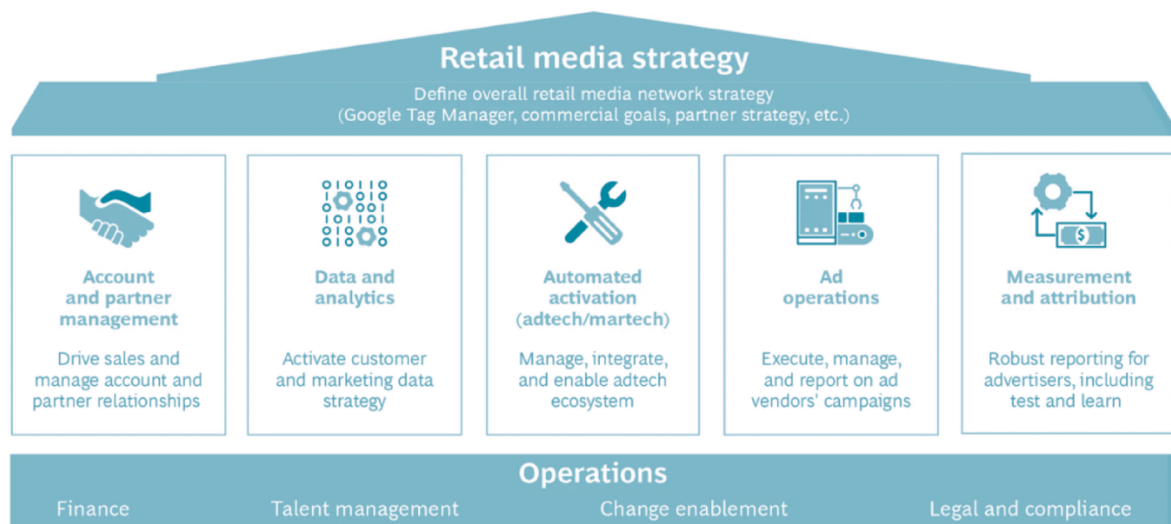 Retail media strategy
Define overall retail media network strategy
(Google Tag Manager, commercial goals, partner strategy, etc.)
Account
and partner
management
Drive sales and
manage account and
partner relationships
Data and
analytics
Activate customer
and marketing data
strategy
Automated
activation
(adtech/martech)
Manage, integrate,
and enable adtech
ecosystem
Ad
operations
Execute, manage,
and report on ad
vendors' campaigns
Measurement
and attribution
Robust reporting for
advertisers, including
test and learn
Operations
Finance
Talent management
Change enablement
Legal and compliance